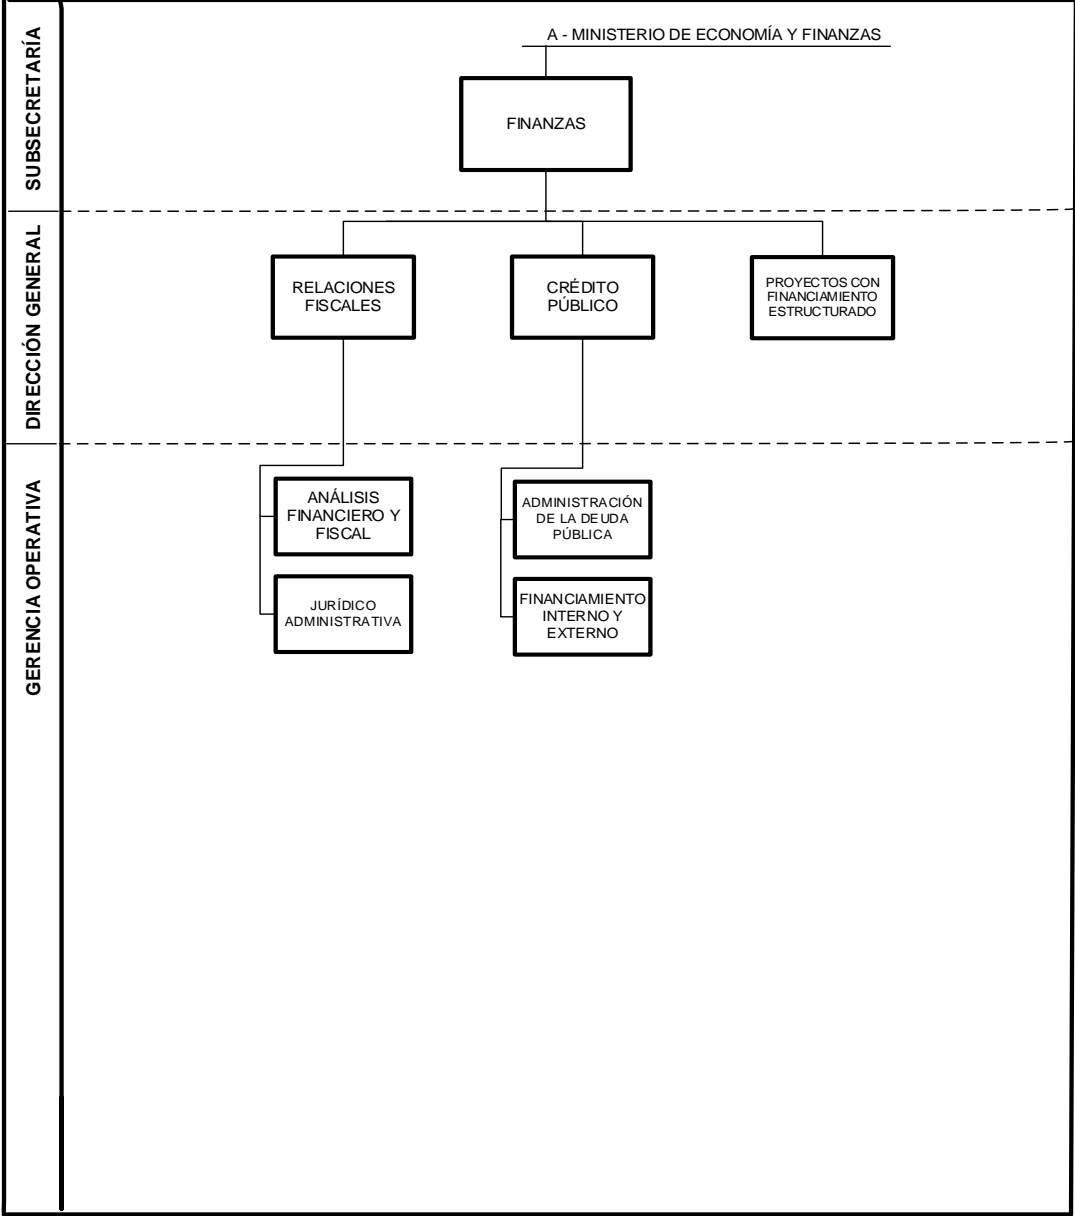 SUBSECRETARÍA
A - MINISTERIO DE ECONOMÍA Y FINANZAS
FINANZAS
DIRECCIÓN GENERAL
RELACIONES
FISCALES
CRÉDITO
PÚBLICO
PROYECTOS CON
FINANCIAMIENTO
ESTRUCTURADO
GERENCIA OPERATIVA
ANÁLISIS
FINANCIERO Y
FISCAL
JURÍDICO
ADMINISTRATIVA
ADMINISTRACIÓN
DE LA DEUDA
PÚBLICA
FINANCIAMIENTO
INTERNO Y
EXTERNO